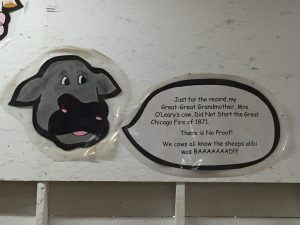 Just for the record, my
Great-Great Grandmother, Mrs.
O'Leary's cow, Did Not Start the Great
Chicago Fire of 1871.
There is No Proof!
We cows all know the sheeps alibi
was BAAAAAAD!!!